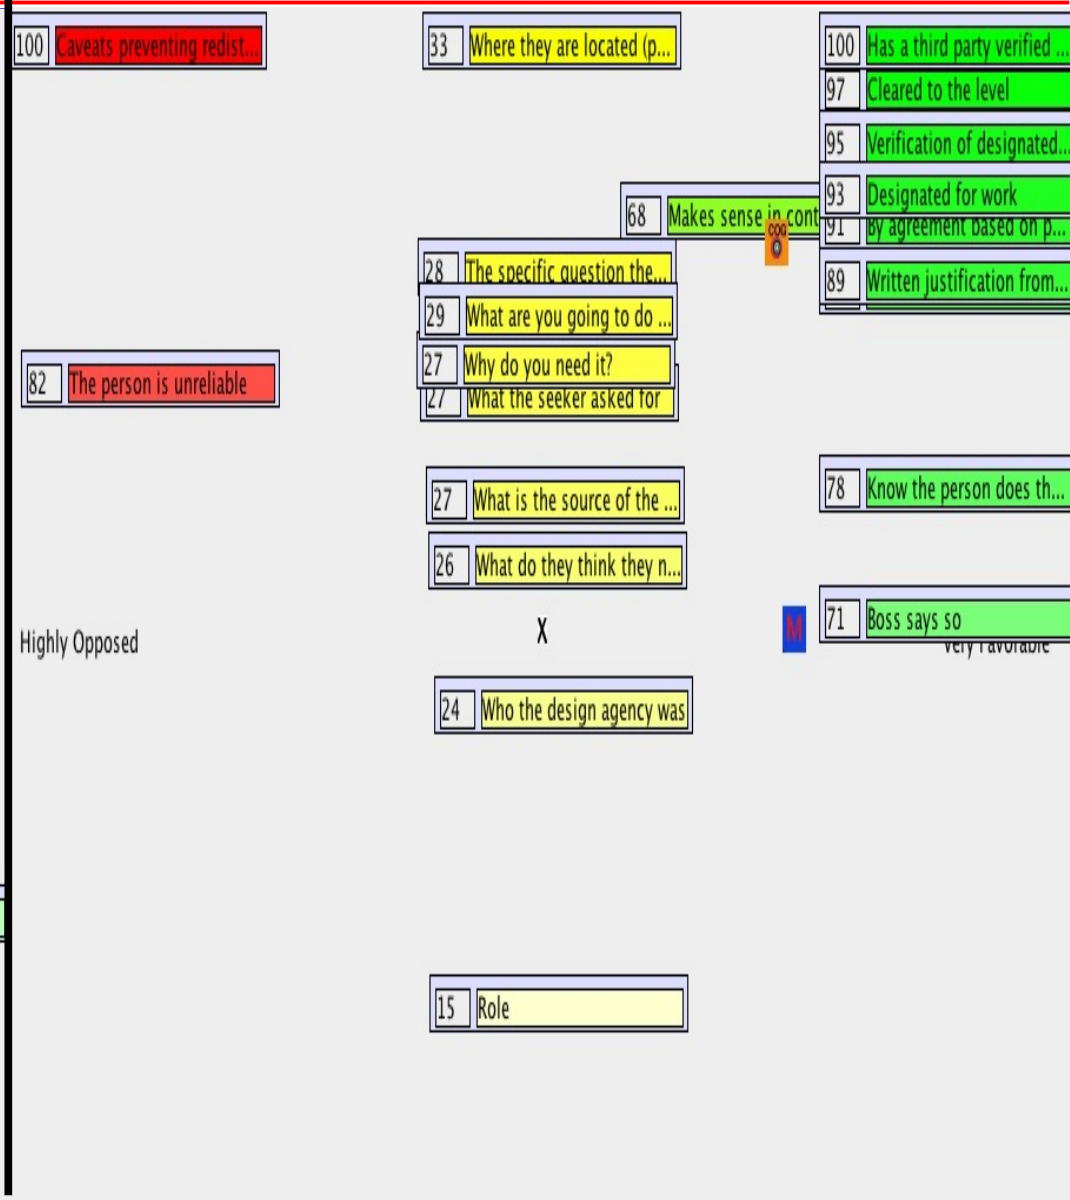 100 Caveats preventing redist...
33 Where they are located (p...
100 Has a third party verified ...
97 Cleared to the level
95 Verification of designated...
93 Designated for work
68 Makes sense in cont
91 By agreement based on p...
COG
28 The specific question the...
89 Written justification from...
29 What are you going to do ...
27 Why do you need it?
82 The person is unreliable
27 What the seeker asked for
27 What is the source of the ...
78 Know the person does th...
26 What do they think they n...
71 Boss says so
X
M
Highly Opposed
Very Favorable
24 Who the design agency was
15 Role